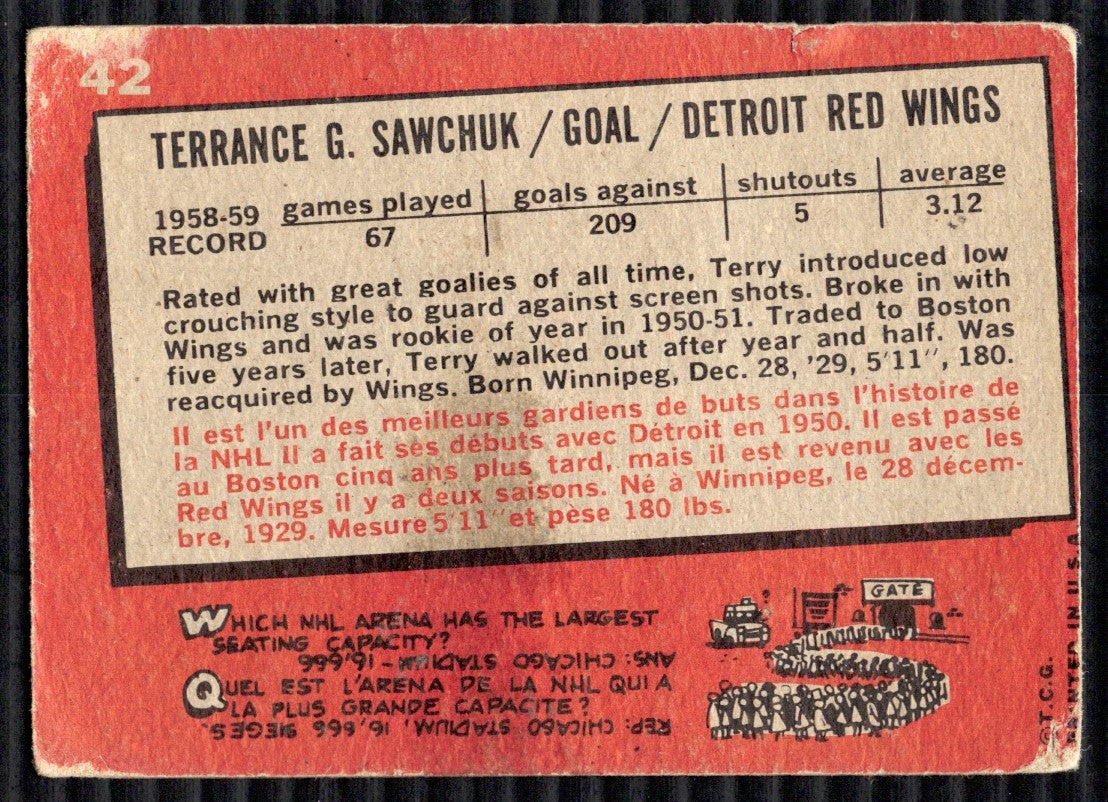 42
TERRANCE G. SAWCHUK / GOAL / DETROIT RED WINGS
1958-59 RECORD games played goals against shutouts average
67 209 5 3.12
Rated with great goalies of all time, Terry introduced low
crouching style to guard against screen shots. Broke in with
Wings and was rookie of year in 1950-51. Traded to Boston
five years later, Terry walked out after year and half. Was
reacquired by Wings. Born Winnipeg, Dec. 28, '29, 5'11", 180.
Il est l'un des meilleurs gardiens de buts dans l'histoire de
la NHL Il a fait ses débuts avec Détroit en 1950. Il est passé
au Boston cinq ans plus tard, mais il est revenu avec les
Red Wings il y a deux saisons. Né à Winnipeg, le 28 décem-
bre, 1929. Mesure 5'11" et pèse 180 lbs.
WHICH NHL ARENA HAS THE LARGEST
SEATING CAPACITY?
ANS: CHICAGO STADIUM - 16,666
QUEL EST L'ARENA DE LA NHL QUI A
LA PLUS GRANDE CAPACITE?
REP: CHICAGO STADIUM, 16,666 SIEGES.
GATE
©T.C.G. PRINTED IN U.S.A.